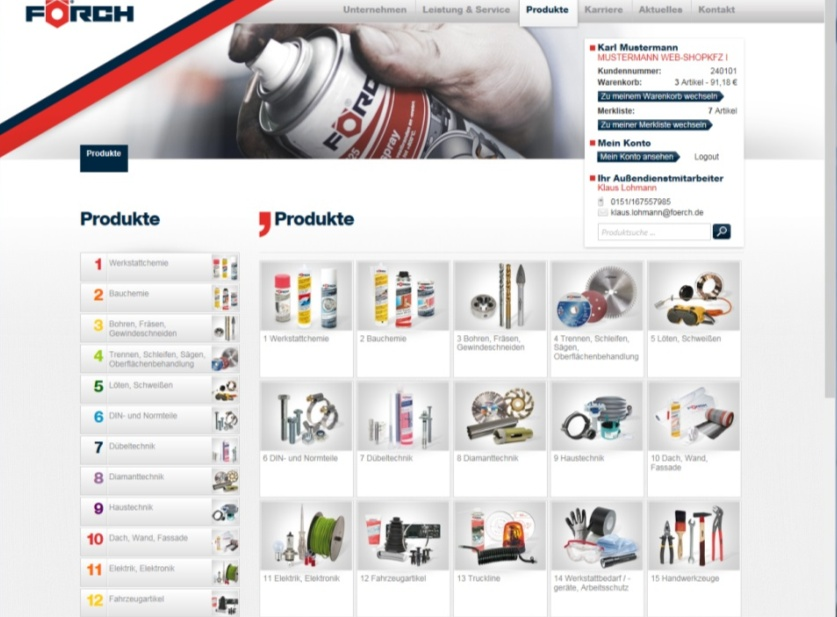 FÖRCH
Unternehmen Leistung & Service Produkte Karriere Aktuelles Kontakt
FÖRC
spray
Karl Mustermann
MUSTERMANN WEB-SHOPKFZ I
Kundennummer: 240101
Warenkorb: 3 Artikel - 91,18 €
Zu meinem Warenkorb wechseln
Merkliste: 7 Artikel
Zu meiner Merkliste wechseln
Mein Konto
Mein Konto ansehen Logout
Ihr Außendienstmitarbeiter
Klaus Lohmann
0151/167557985
klaus.lohmann@foerch.de
Produktsuche ...
Produkte
Produkte
1 Werkstattchemie
2 Bauchemie
3 Bohren, Fräsen,
Gewindeschneiden
4 Trennen, Schleifen, Sägen,
Oberflächenbehandlung
5 Löten, Schweißen
6 DIN- und Normteile
7 Dübeltechnik
8 Diamanttechnik
9 Haustechnik
10 Dach, Wand, Fassade
11 Elektrik, Elektronik
12 Fahrzeugartikel
Produkte
1 Werkstattchemie
2 Bauchemie
3 Bohren, Fräsen,
Gewindeschneiden
4 Trennen, Schleifen,
Sägen,
Oberflächenbehandlung
5 Löten, Schweißen
6 DIN- und Normteile
7 Dübeltechnik
8 Diamanttechnik
9 Haustechnik
10 Dach, Wand,
Fassade
11 Elektrik, Elektronik
12 Fahrzeugartikel
13 Truckline
14 Werkstattbedarf / -
geräte, Arbeitsschutz
15 Handwerkzeuge